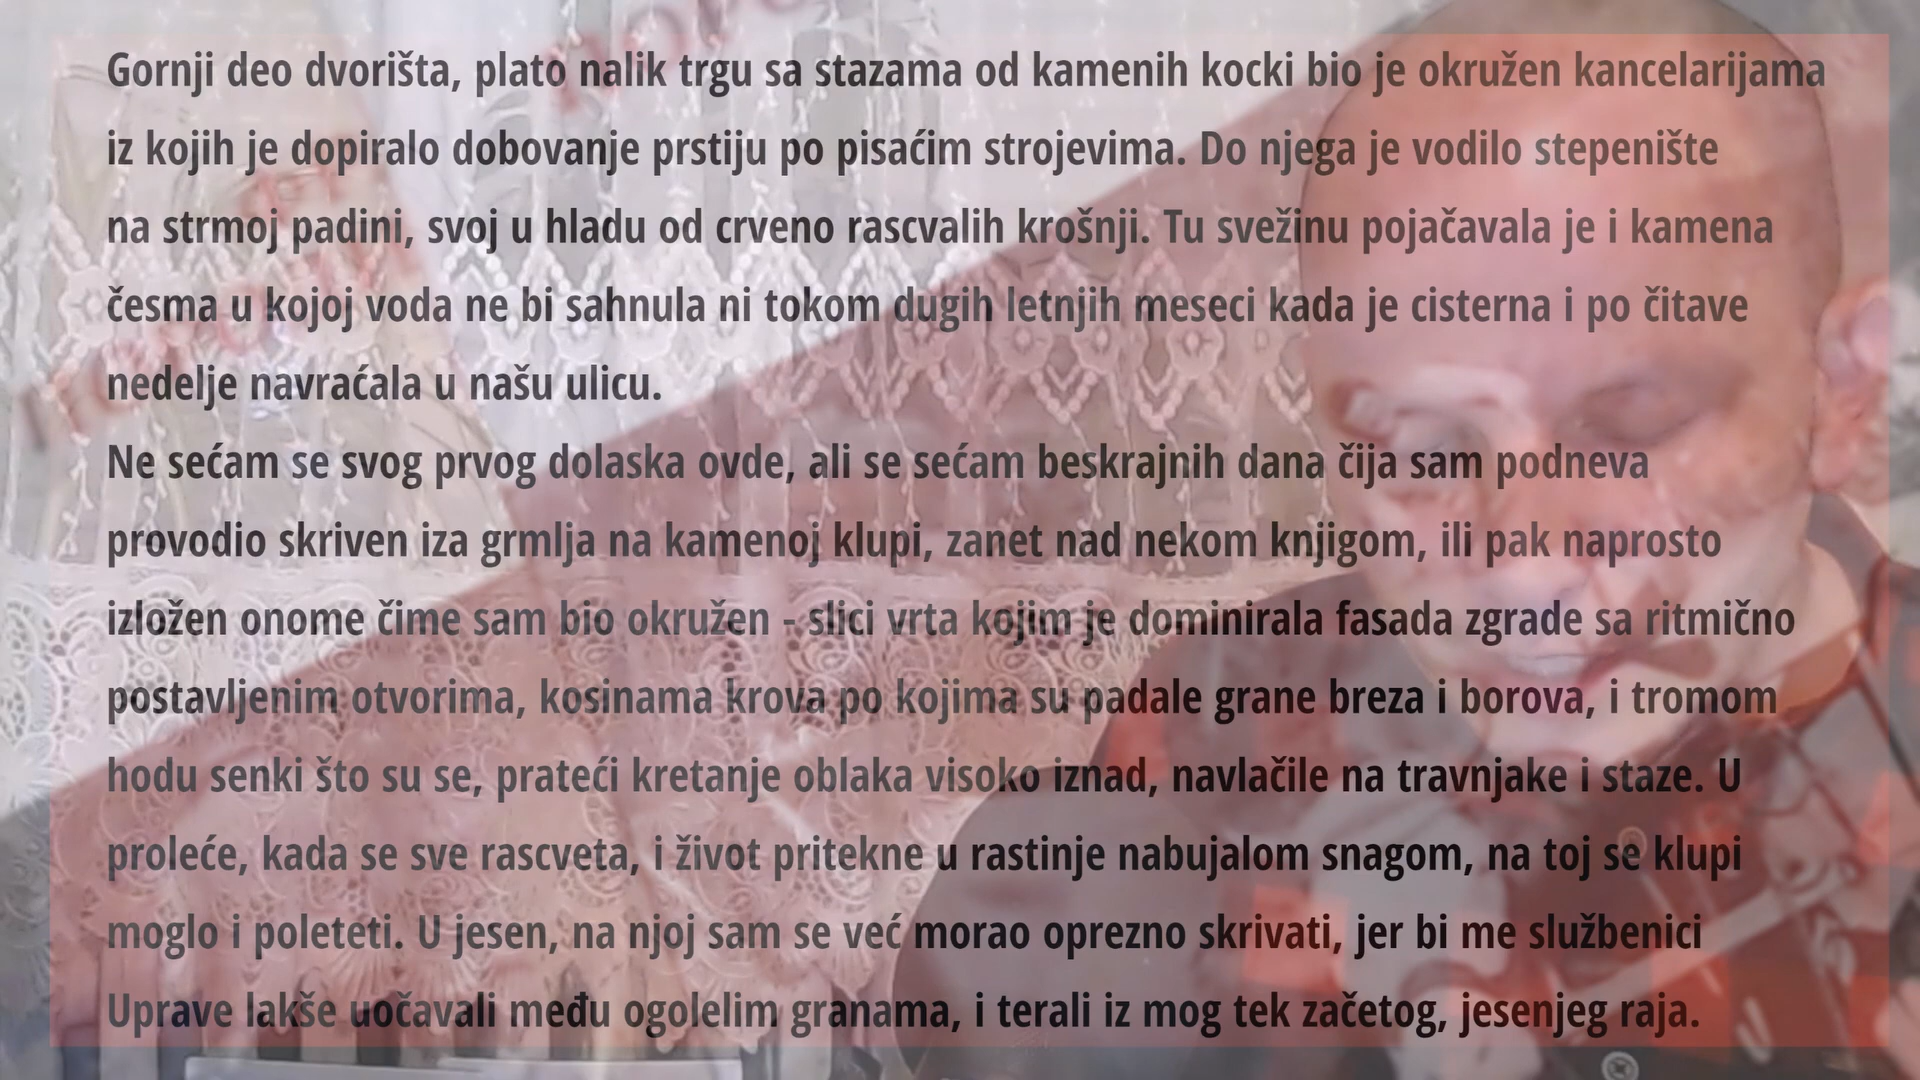 Gornji deo dvorišta, plato nalik trgu sa stazama od kamenih kocki bio je okružen kancelarijama
iz kojih je dopiralo dobovanje prstiju po pisaćim strojevima. Do njega je vodilo stepenište
na strmoj padini, svoj u hladu od crveno rascvalih krošnji. Tu svežinu pojačavala je i kamena
česma u kojoj voda ne bi sahnula ni tokom dugih letnjih meseci kada je cisterna i po čitave
nedelje navraćala u našu ulicu.
Ne sećam se svog prvog dolaska ovde, ali se sećam beskrajnih dana čija sam podneva
provodio skriven iza grmlja na kamenoj klupi, zanet nad nekom knjigom, ili pak naprosto
izložen onome čime sam bio okružen - slici vrta kojim je dominirala fasada zgrade sa ritmično
postavljenim otvorima, kosinama krova po kojima su padale grane breza i borova, i tromom
hodu senki što su se, prateći kretanje oblaka visoko iznad, navlačile na travnjake i staze. U
proleće, kada se sve rascveta, i život pritekne u rastinje nabujalom snagom, na toj se klupi
moglo i poleteti. U jesen, na njoj sam se već morao oprezno skrivati, jer bi me službenici
Uprave lakše uočavali među ogolelim granama, i terali iz mog tek začetog, jesenjeg raja.